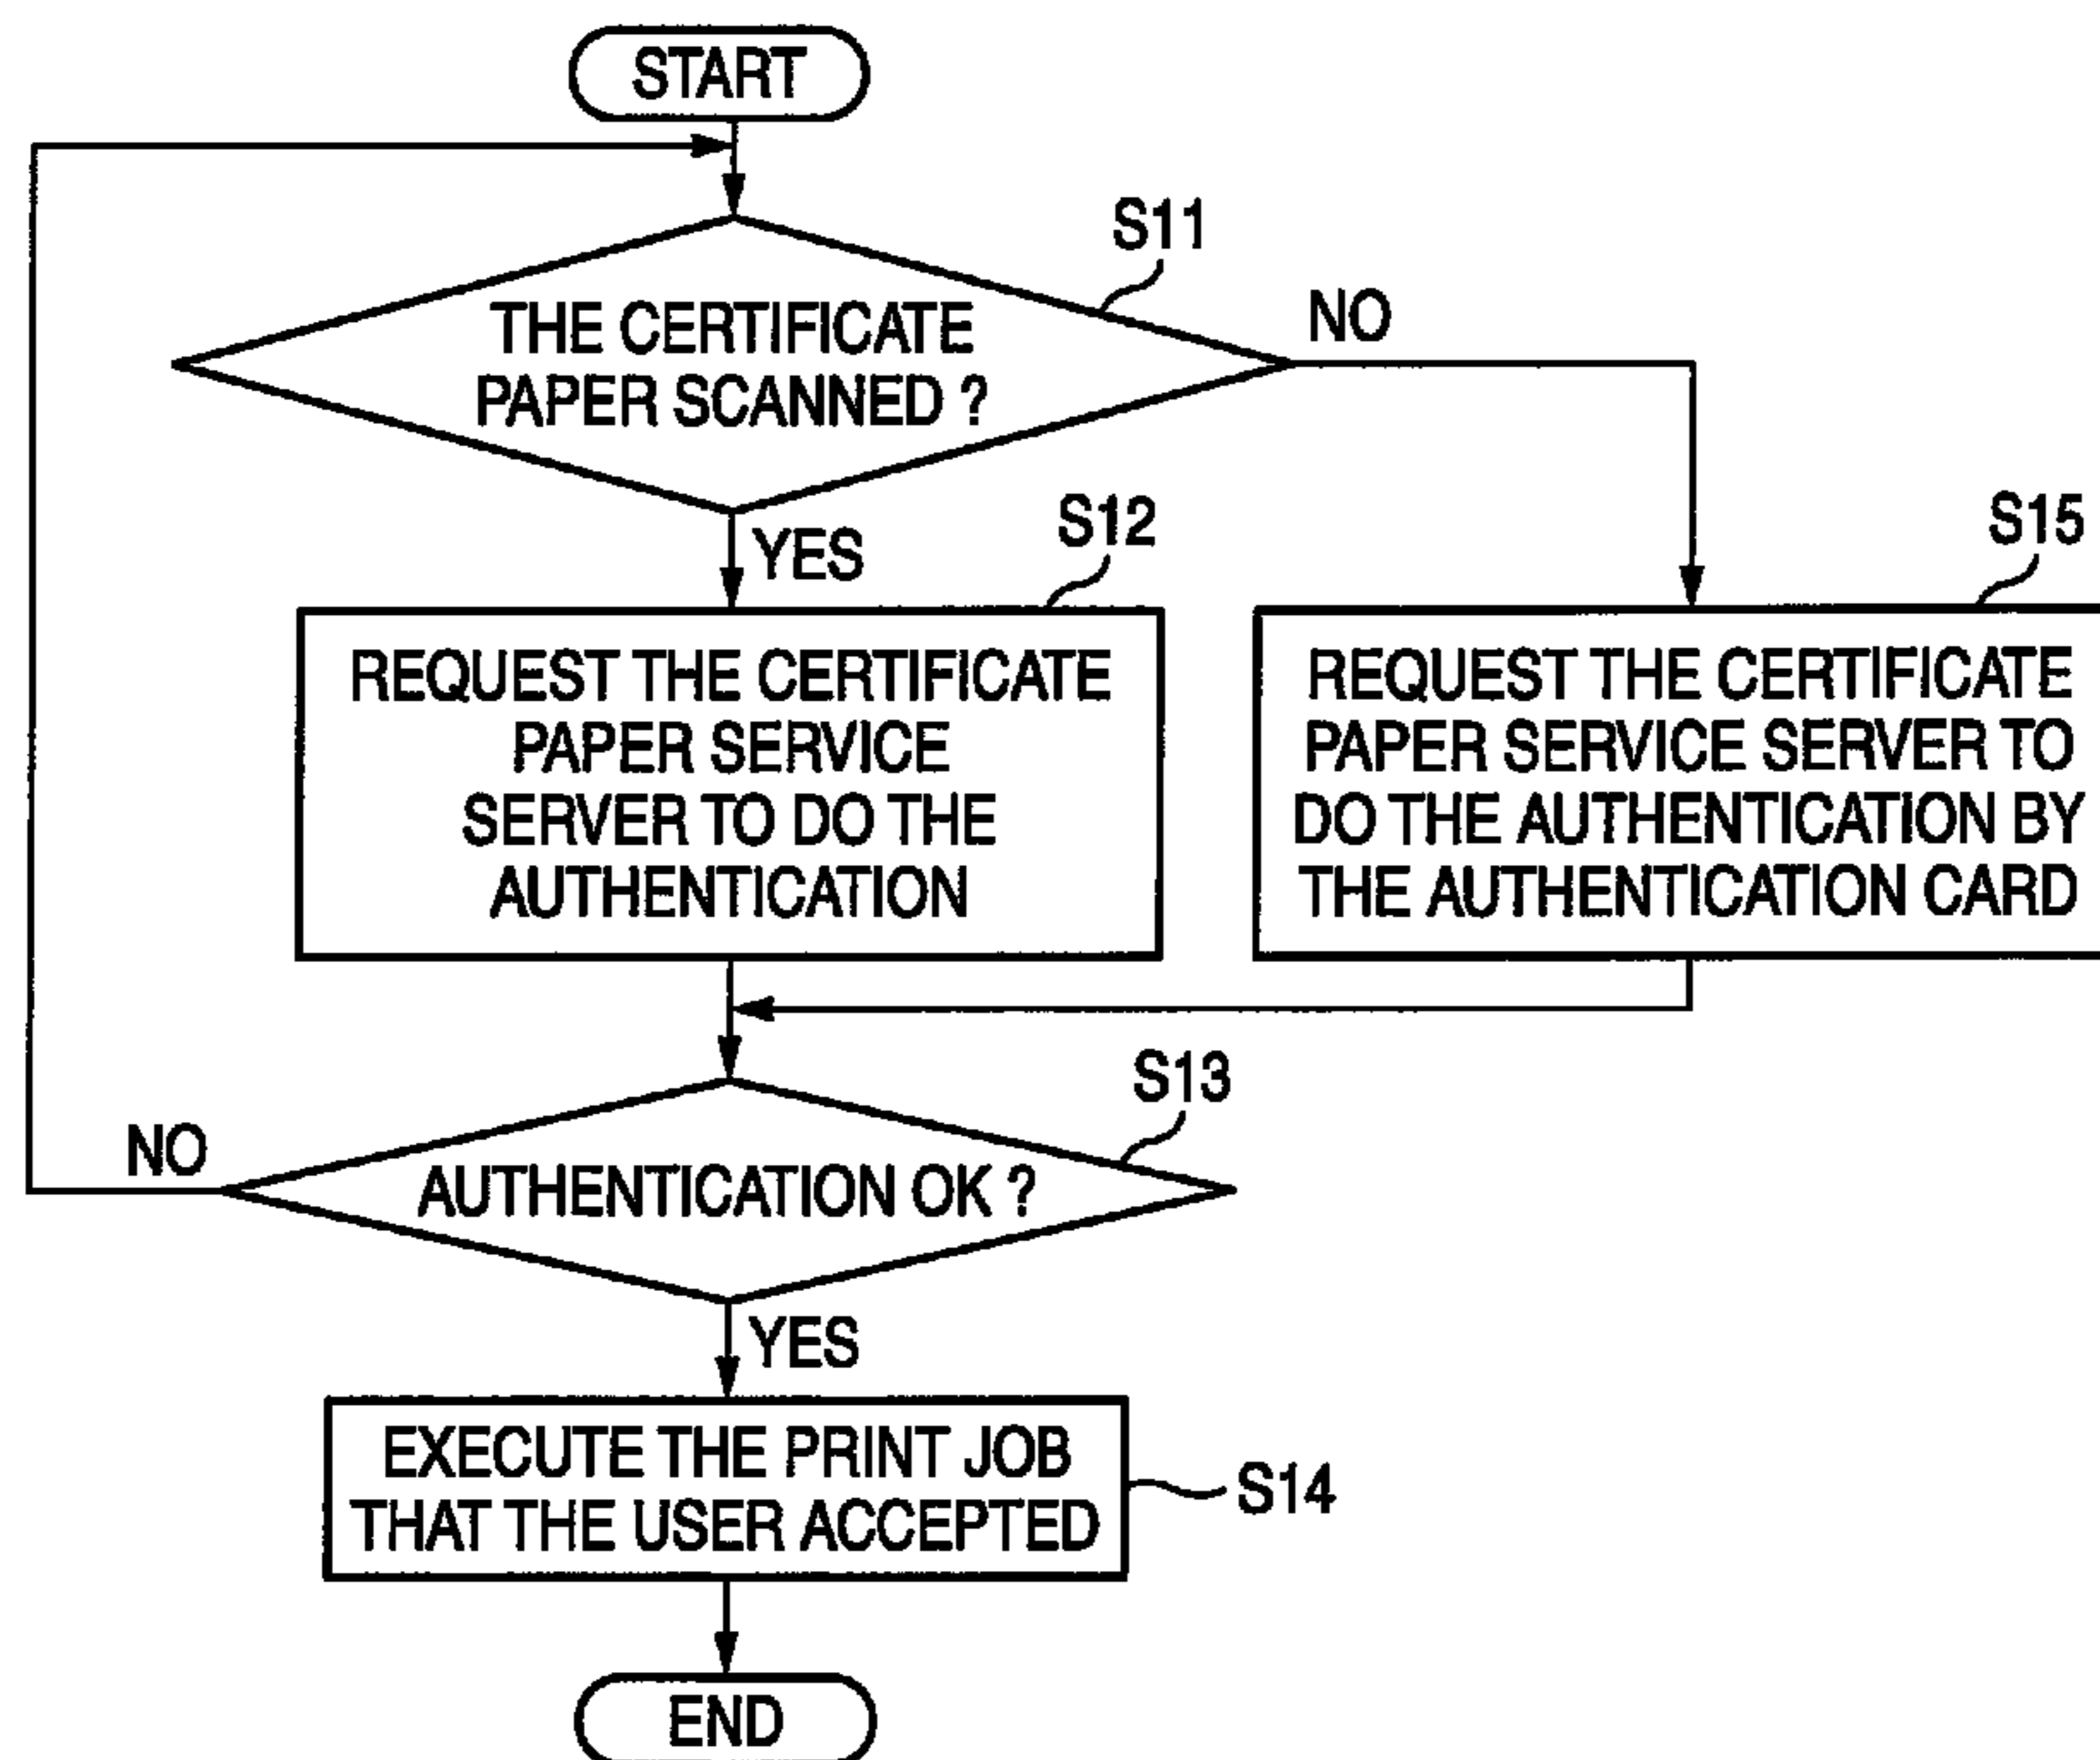 START
S11
THE CERTIFICATE
PAPER SCANNED ?
NO
YES
S12
S15
REQUEST THE CERTIFICATE
PAPER SERVICE
SERVER TO DO THE
AUTHENTICATION
REQUEST THE CERTIFICATE
PAPER SERVICE SERVER TO
DO THE AUTHENTICATION BY
THE AUTHENTICATION CARD
S13
NO
AUTHENTICATION OK ?
YES
EXECUTE THE PRINT JOB
THAT THE USER ACCEPTED
S14
END